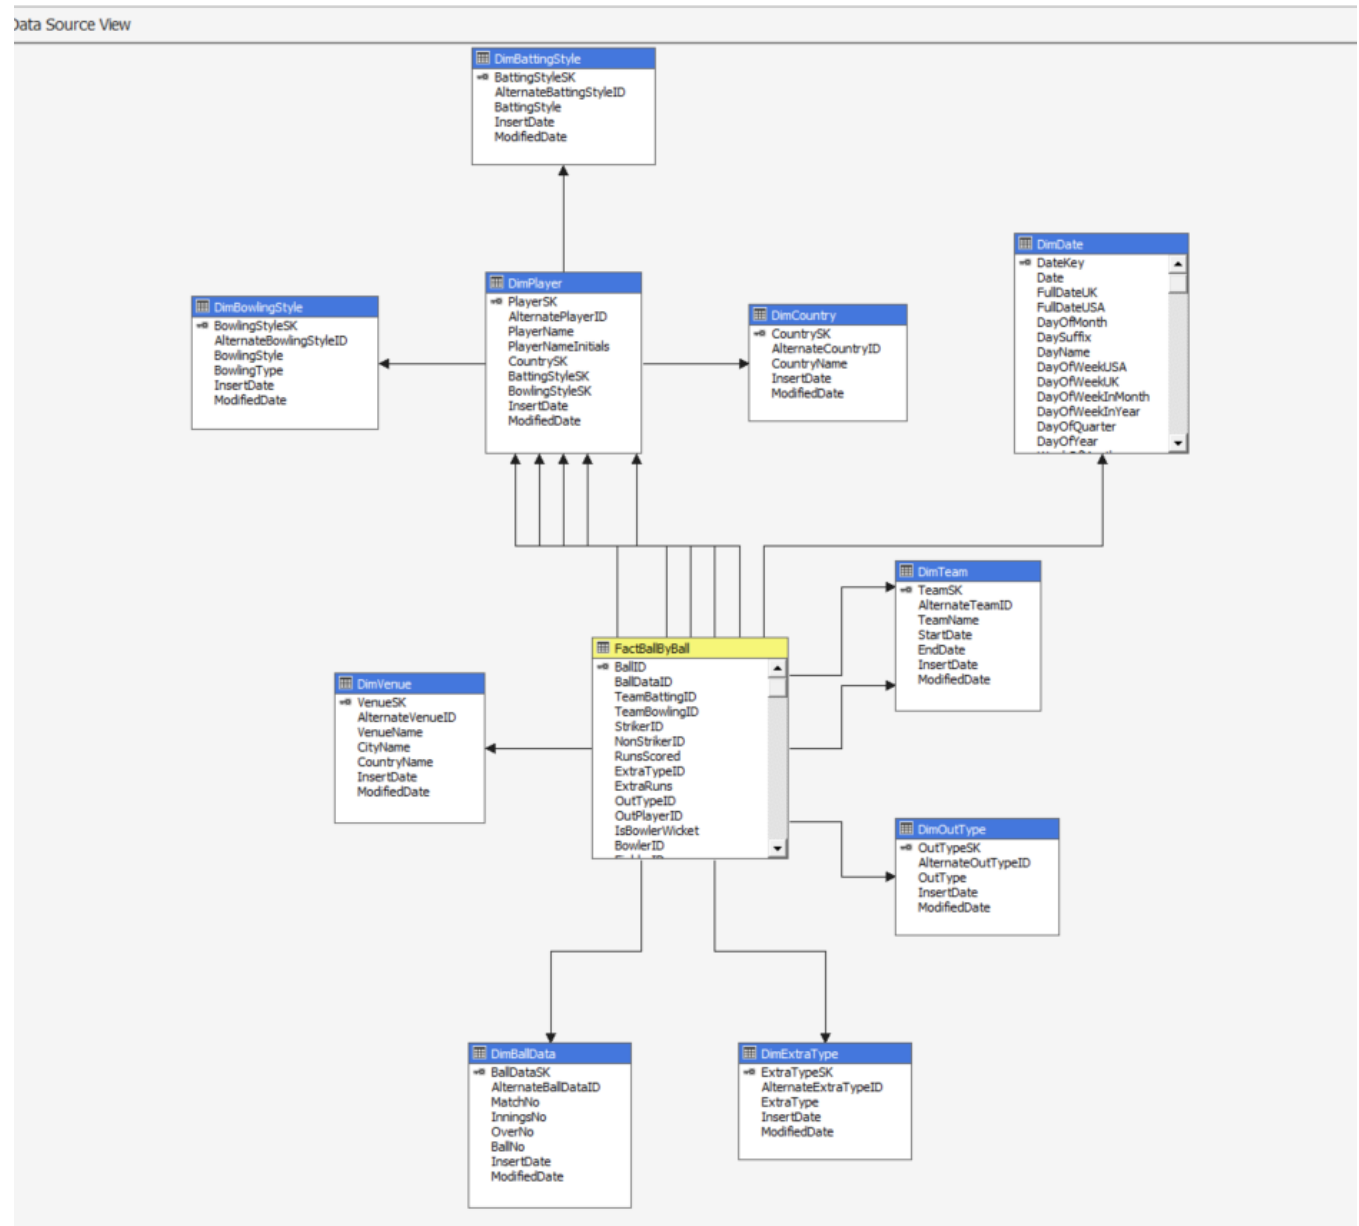 Data Source View
DimBattingStyle
BattingStyleSK
AlternateBattingStyleID
BattingStyle
InsertDate
ModifiedDate
DimDate
DateKey
Date
FullDateUK
FullDateUSA
DayOfMonth
DaySuffix
DayName
DayOfWeekUSA
DayOfWeekUK
DayOfWeekInMonth
DayOfWeekInYear
DayOfQuarter
DayOfYear
DimPlayer
PlayerSK
AlternatePlayerID
PlayerName
PlayerNameInitials
CountrySK
BattingStyleSK
BowlingStyleSK
InsertDate
ModifiedDate
DimBowlingStyle
BowlingStyleSK
AlternateBowlingStyleID
BowlingStyle
BowlingType
InsertDate
ModifiedDate
DimCountry
CountrySK
AlternateCountryID
CountryName
InsertDate
ModifiedDate
DimTeam
TeamSK
AlternateTeamID
TeamName
StartDate
EndDate
InsertDate
ModifiedDate
FactBallByBall
BallID
BallDataID
TeamBattingID
TeamBowlingID
StrikerID
NonStrikerID
RunsScored
ExtraTypeID
ExtraRuns
OutTypeID
OutPlayerID
IsBowlerWicket
BowlerID
DimVenue
VenueSK
AlternateVenueID
VenueName
CityName
CountryName
InsertDate
ModifiedDate
DimOutType
OutTypeSK
AlternateOutTypeID
OutType
InsertDate
ModifiedDate
DimBallData
BallDataSK
AlternateBallDataID
MatchNo
InningsNo
OverNo
BallNo
InsertDate
ModifiedDate
DimExtraType
ExtraTypeSK
AlternateExtraTypeID
ExtraType
InsertDate
ModifiedDate